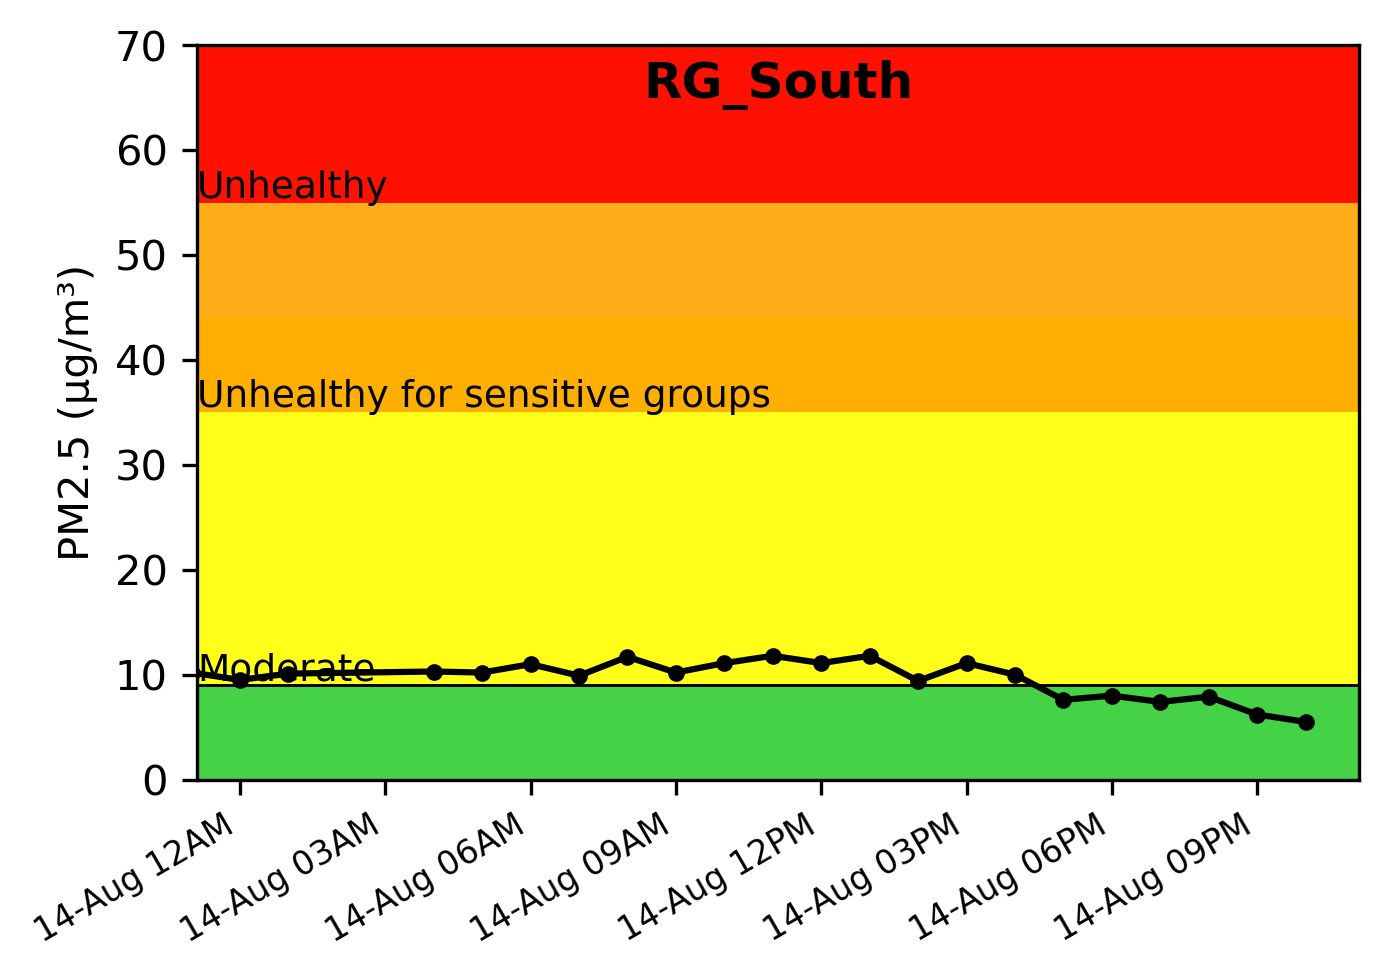 RG_South
70
60
50
40
30
20
10
0
PM2.5 (μg/m³)
Unhealthy
Unhealthy for sensitive groups
Moderate
14-Aug 12AM
14-Aug 03AM
14-Aug 06AM
14-Aug 09AM
14-Aug 12PM
14-Aug 03PM
14-Aug 06PM
14-Aug 09PM